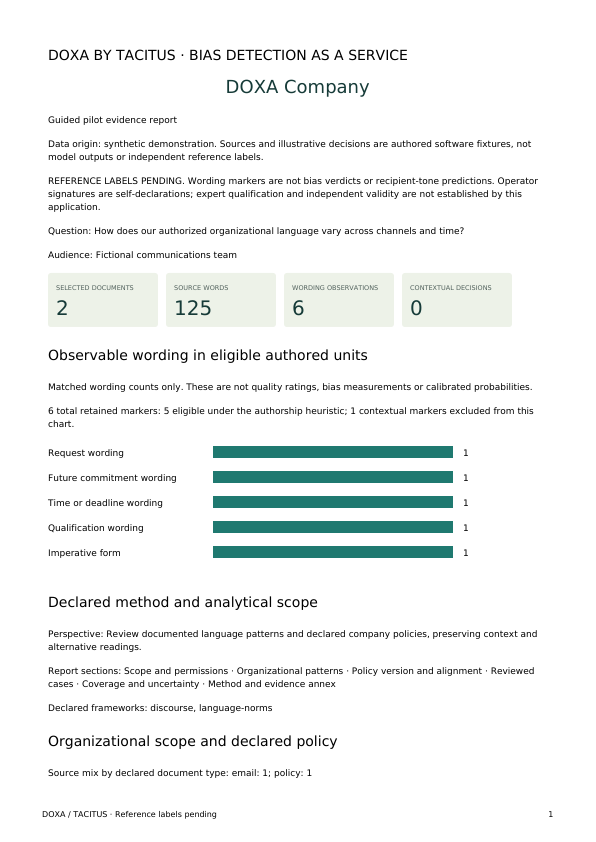 DOXA BY TACITUS · BIAS DETECTION AS A SERVICE
DOXA Company
Guided pilot evidence report
Data origin: synthetic demonstration. Sources and illustrative decisions are authored software fixtures, not
model outputs or independent reference labels.
REFERENCE LABELS PENDING. Wording markers are not bias verdicts or recipient-tone predictions. Operator
signatures are self-declarations; expert qualification and independent validity are not established by this
application.
Question: How does our authorized organizational language vary across channels and time?
Audience: Fictional communications team
SELECTED DOCUMENTS
2
SOURCE WORDS
125
WORDING OBSERVATIONS
6
CONTEXTUAL DECISIONS
0
Observable wording in eligible authored units
Matched wording counts only. These are not quality ratings, bias measurements or calibrated probabilities.
6 total retained markers: 5 eligible under the authorship heuristic; 1 contextual markers excluded from this
chart.
Request wording 1
Future commitment wording 1
Time or deadline wording 1
Qualification wording 1
Imperative form 1
Declared method and analytical scope
Perspective: Review documented language patterns and declared company policies, preserving context and
alternative readings.
Report sections: Scope and permissions · Organizational patterns · Policy version and alignment · Reviewed
cases · Coverage and uncertainty · Method and evidence annex
Declared frameworks: discourse, language-norms
Organizational scope and declared policy
Source mix by declared document type: email: 1; policy: 1
DOXA / TACITUS · Reference labels pending 1